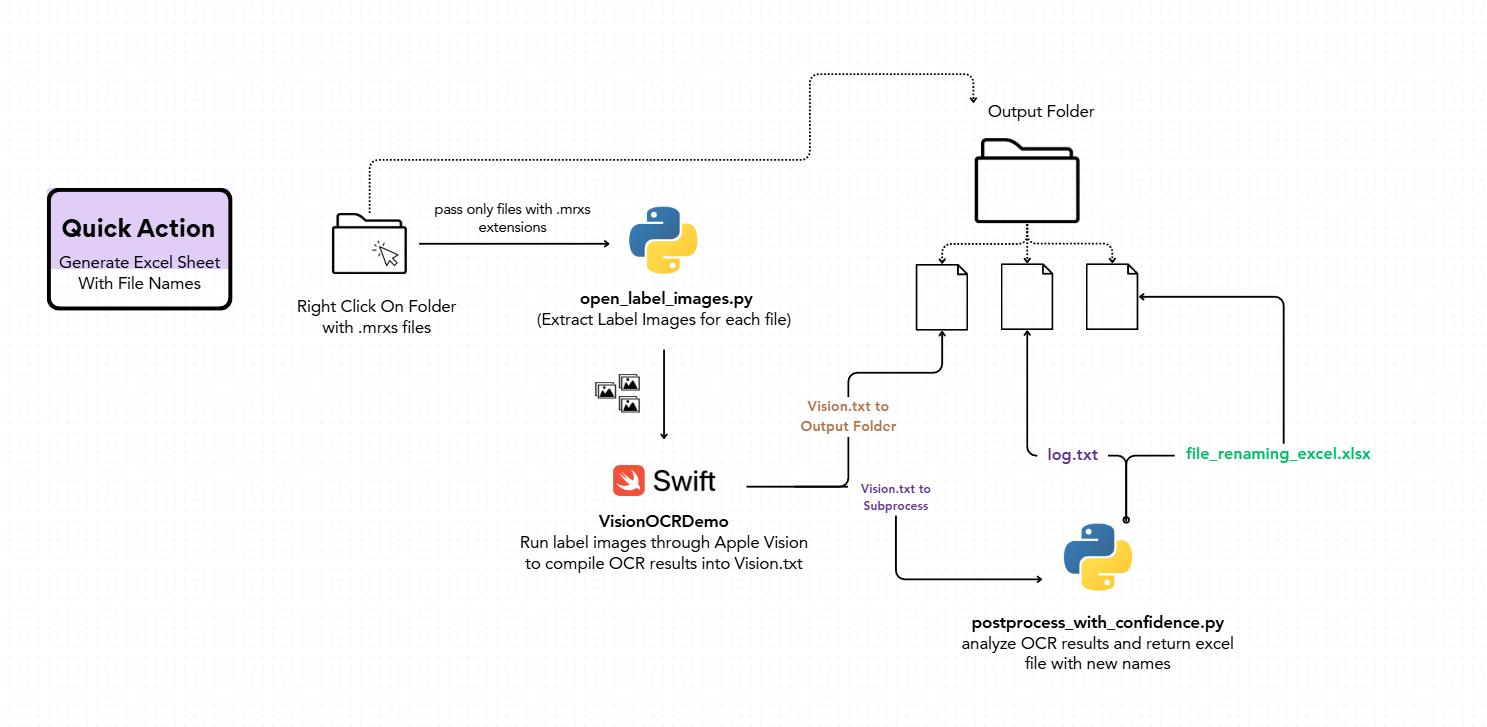 Output Folder
Quick Action
Generate Excel Sheet
With File Names
pass only files with .mrxs
extensions
Right Click On Folder
with .mrxs files
open_label_images.py
(Extract Label Images for each file)
Vision.txt to
Output Folder
log.txt
file_renaming_excel.xlsx
Swift
VisionOCRDemo
Run label images through Apple Vision
to compile OCR results into Vision.txt
Vision.txt to
Subprocess
postprocess_with_confidence.py
analyze OCR results and return excel
file with new names